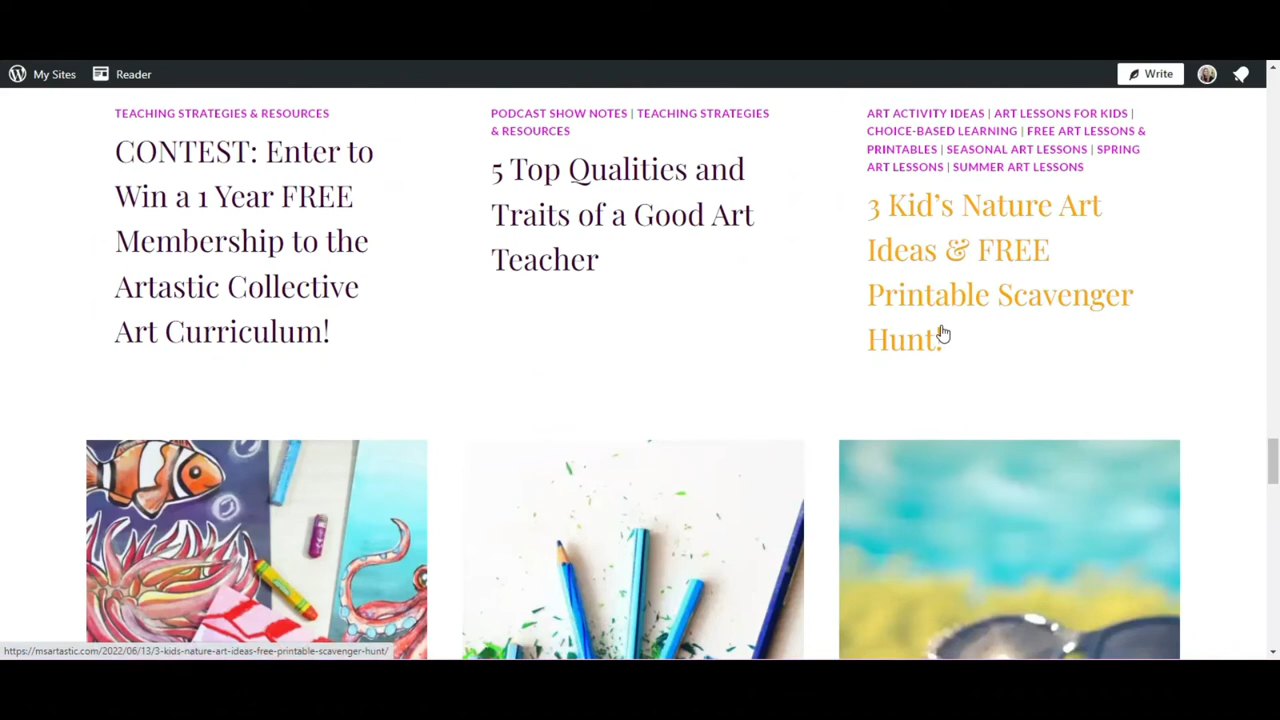 My Sites
Reader
Write
TEACHING STRATEGIES & RESOURCES
CONTEST: Enter to
Win a 1 Year FREE
Membership to the
Artastic Collective
Art Curriculum!
PODCAST SHOW NOTES | TEACHING STRATEGIES
& RESOURCES
5 Top Qualities and
Traits of a Good Art
Teacher
ART ACTIVITY IDEAS | ART LESSONS FOR KIDS |
CHOICE-BASED LEARNING | FREE ART LESSONS &
PRINTABLES | SEASONAL ART LESSONS | SPRING
ART LESSONS | SUMMER ART LESSONS
3 Kid’s Nature Art
Ideas & FREE
Printable Scavenger
Hunt!
https://msartastic.com/2022/06/13/3-kids-nature-art-ideas-free-printable-scavenger-hunt/